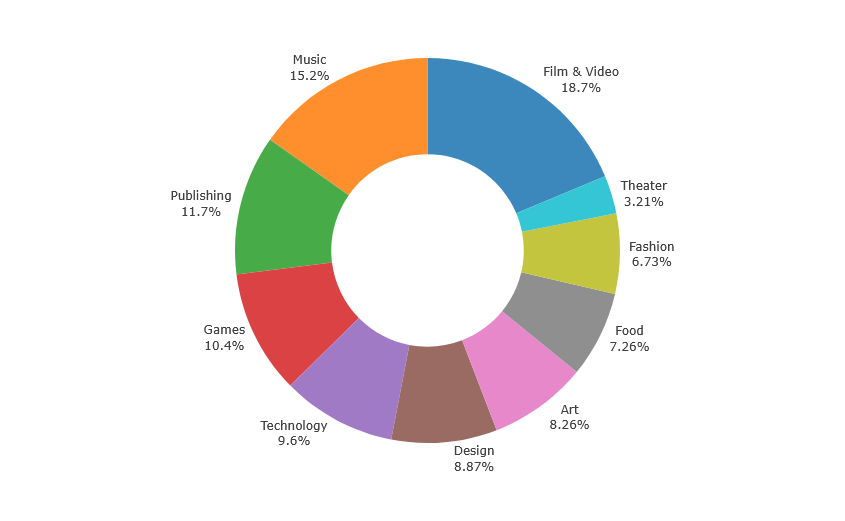 Music
15.2%
Film & Video
18.7%
Publishing
11.7%
Theater
3.21%
Fashion
6.73%
Games
10.4%
Food
7.26%
Technology
9.6%
Art
8.26%
Design
8.87%